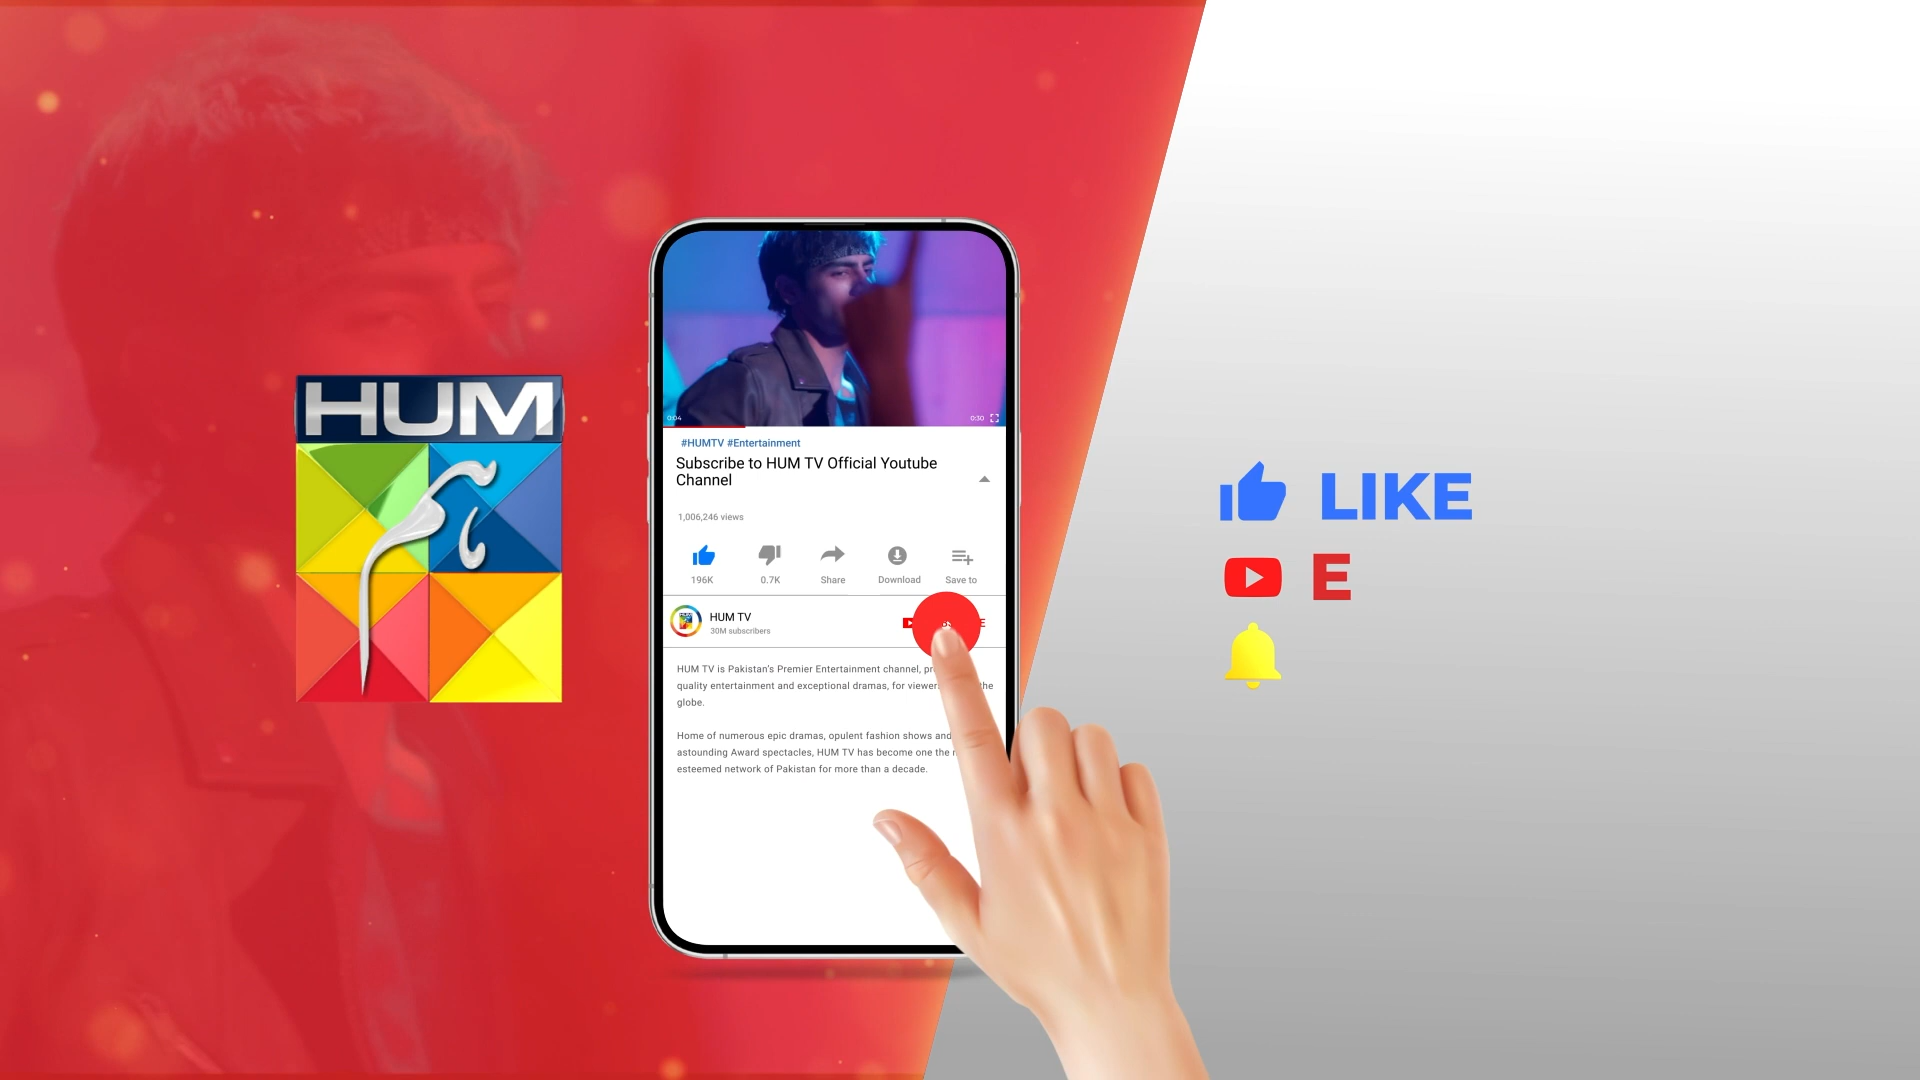 HUM
ہم
0:04
0:30
#HUMTV #Entertainment
Subscribe to HUM TV Official Youtube
Channel
1,006,246 views
196K
0.7K
Share
Download
Save to
HUM TV
30M subscribers
E
HUM TV is Pakistan's Premier Entertainment channel,
quality entertainment and exceptional dramas, for the
globe.
Home of numerous epic dramas, opulent fashion shows and
astounding Award spectacles, HUM TV has become one the
esteemed network of Pakistan for more than a decade.
LIKE
E